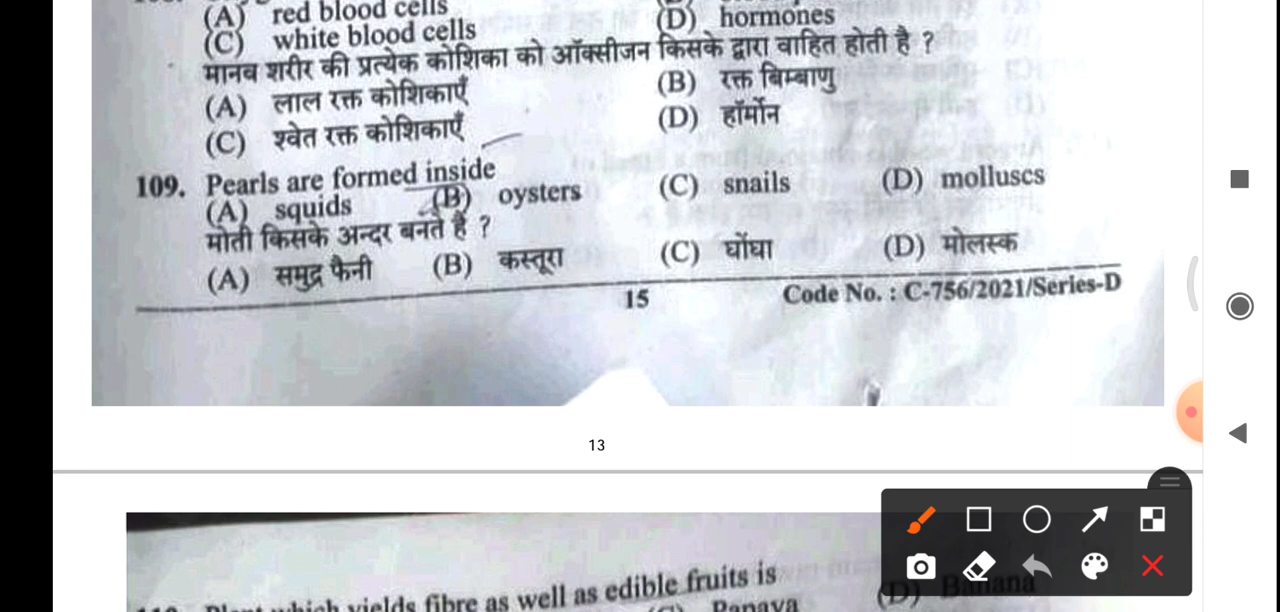 (A) red blood cells
(C) white blood cells (D) hormones
मानव शरीर की प्रत्येक कोशिका को ऑक्सीजन किसके द्वारा वाहित होती है ?
(A) लाल रक्त कोशिकाएँ (B) रक्त बिम्बाणु
(C) श्वेत रक्त कोशिकाएँ (D) हॉर्मोन
109. Pearls are formed inside
(A) squids (B) oysters (C) snails (D) molluscs
मोती किसके अन्दर बनते हैं ?
(A) समुद्र फैनी (B) कस्तूरा (C) घोंघा (D) मोलस्क
15 Code No. : C-756/2021/Series-D
13
which yields fibre as well as edible fruits is
Papaya (D) Banana